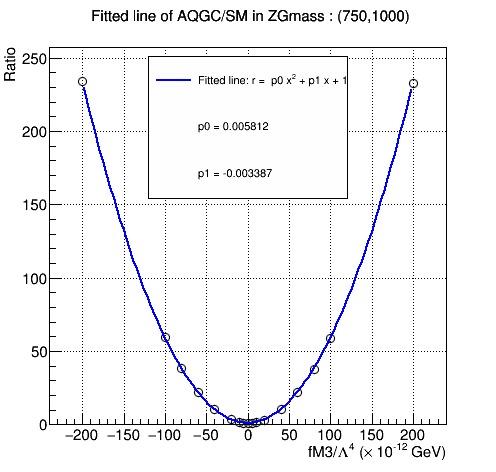 Fitted line of AQGC/SM in ZGmass : (750,1000)
Ratio
250
200
150
100
50
0
Fitted line: r = p0 x² + p1 x + 1
p0 = 0.005812
p1 = -0.003387
−200 −150 −100 −50 0 50 100 150 200
fM3/Λ⁴ (× 10⁻¹² GeV)